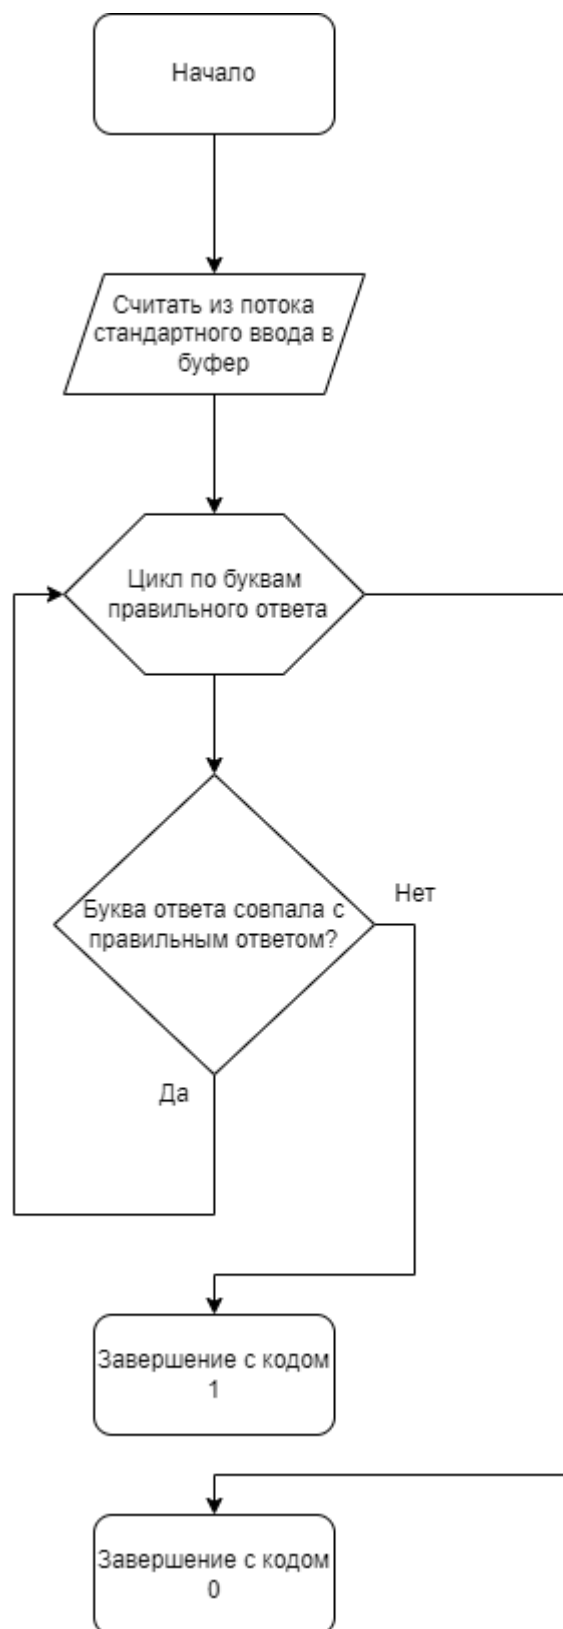 Начало
Считать из потока
стандартного ввода в
буфер
Цикл по буквам
правильного ответа
Буква ответа совпала с
правильным ответом?
Нет
Да
Завершение с кодом
1
Завершение с кодом
0